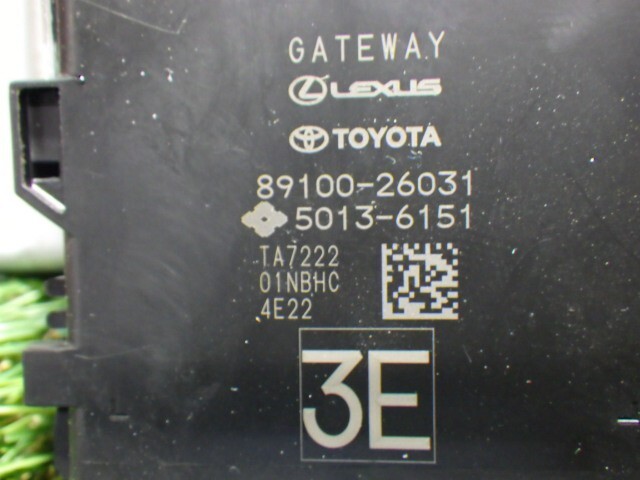 GATEWAY
LEXUS
TOYOTA
89100-26031
5013-6151
TA7222
01NBHC
4E22
3E